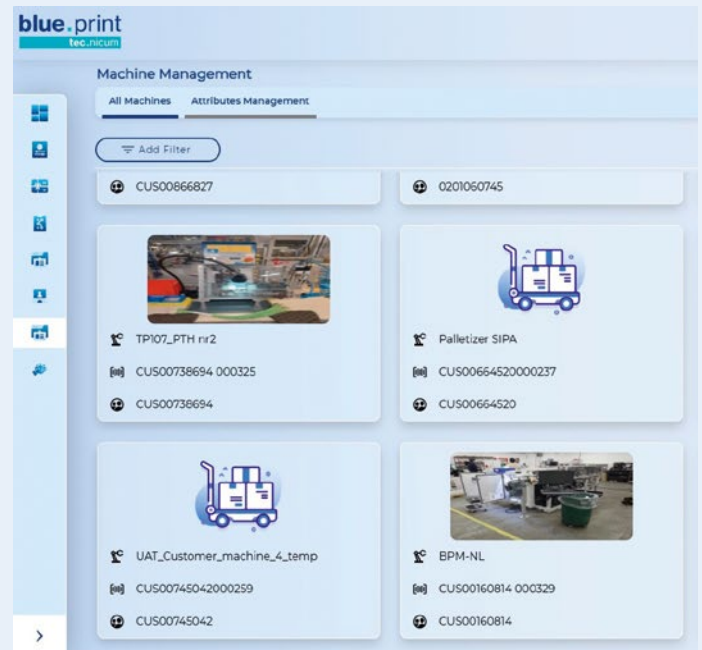 blue.print
tec.nicum
Machine Management
All Machines Attributes Management
Add Filter
CUS00866827
0201060745
TP107_PTH nr2
CUS00738694 000325
CUS00738694
Palletizer SIPA
CUS00664520000237
CUS00664520
UAT_Customer_machine_4_temp
CUS00745042000259
CUS00745042
BPM-NL
CUS00160814 000329
CUS00160814